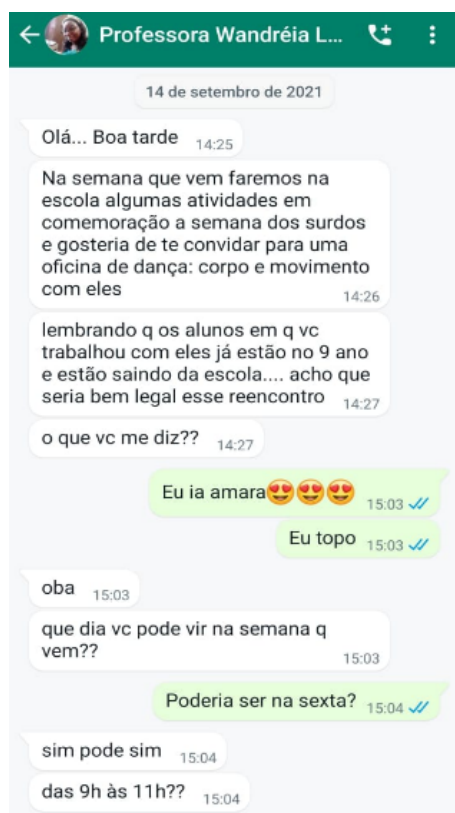 Professora Wandréia L...
14 de setembro de 2021
Olá... Boa tarde 14:25
Na semana que vem faremos na
escola algumas atividades em
comemoração a semana dos surdos
e gosteria de te convidar para uma
oficina de dança: corpo e movimento
com eles
14:26
lembrando q os alunos em q vc
trabalhou com eles já estão no 9 ano
e estão saindo da escola.... acho que
seria bem legal esse reencontro 14:27
o que vc me diz?? 14:27
Eu ia amara😍😍😍 15:03
Eu topo 15:03
oba 15:03
que dia vc pode vir na semana q
vem??
15:03
Poderia ser na sexta? 15:04
sim pode sim 15:04
das 9h às 11h?? 15:04